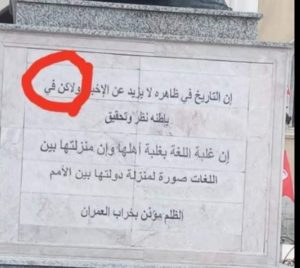 إن التاريخ في ظاهره لا يزيد عن الإخبار ولاكن في
باطنه نظر وتحقيق
إن غلبة اللغة بغلبة أهلها وإن منزلتها بين
اللغات صورة لمنزلة دولتها بين الأمم
الظلم مؤذن بخراب العمران